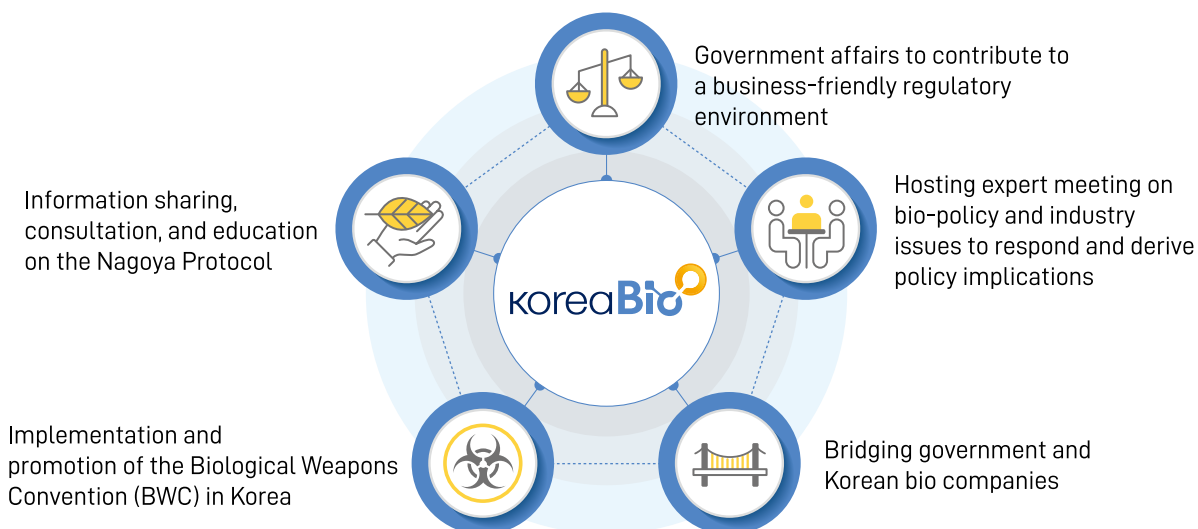 Government affairs to contribute to
a business-friendly regulatory
environment
Hosting expert meeting on
bio-policy and industry
issues to respond and derive
policy implications
Information sharing,
consultation, and education
on the Nagoya Protocol
KoreaBio
Implementation and
promotion of the Biological Weapons
Convention (BWC) in Korea
Bridging government and
Korean bio companies